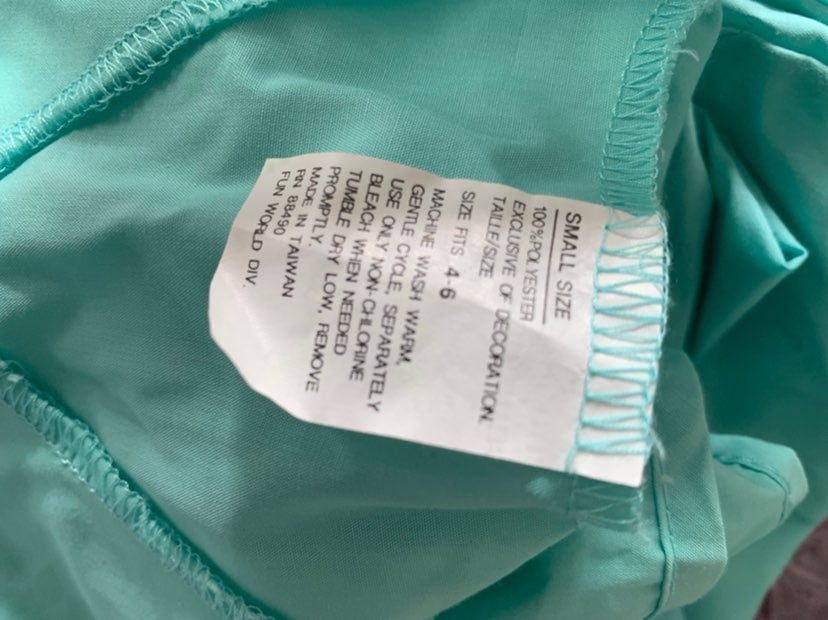 SMALL SIZE
100%POLYESTER
EXCLUSIVE OF DECORATION.
TAILLE/SIZE
SIZE FITS 4-6
MACHINE WASH WARM,
GENTLE CYCLE, SEPARATELY
USE ONLY NON-CHLORINE
BLEACH WHEN NEEDED
TUMBLE DRY LOW, REMOVE
PROMPTLY.
MADE IN TAIWAN
RN 88490
FUN WORLD DIV.